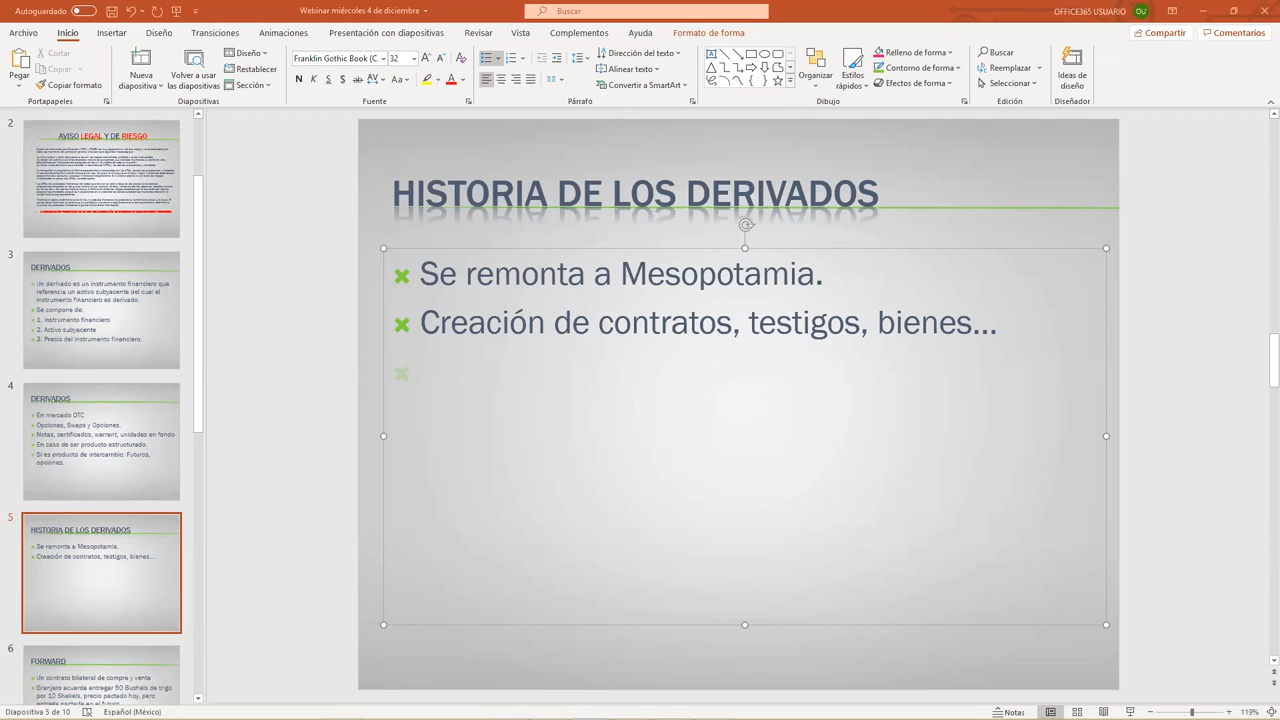 Autoguardado
Webinar miércoles 4 de diciembre
Buscar
OFFICE365 USUARIO
OU
Archivo
Inicio
Insertar
Diseño
Transiciones
Animaciones
Presentación con diapositivas
Revisar
Vista
Complementos
Ayuda
Formato de forma
Compartir
Comentarios
Pegar
Cortar
Copiar
Copiar formato
Portapapeles
Nueva diapositiva
Volver a usar las diapositivas
Diseño
Restablecer
Sección
Diapositivas
Franklin Gothic Book (C
32
N K S ab AV Aa A
Fuente
Dirección del texto
Alinear texto
Convertir a SmartArt
Párrafo
Organizar
Estilos rápidos
Relleno de forma
Contorno de forma
Efectos de forma
Dibujo
Buscar
Reemplazar
Seleccionar
Edición
Ideas de diseño
Diseñador
2
AVISO LEGAL Y DE RIESGO
3
DERIVADOS
Un derivado es un instrumento financiero que
referencia un activo subyacente del cual el
instrumento financiero es derivado.
Se compone de:
1. Instrumento financiero
2. Activo subyacente
3. Precio del instrumento financiero.
4
DERIVADOS
En mercado OTC
Opciones, Swaps y Opciones.
Notas, certificados, warrant, unidades en fondo
En caso de ser producto estructurado.
Si es producto de intercambio: Futuros,
opciones.
5
HISTORIA DE LOS DERIVADOS
Se remonta a Mesopotamia.
Creación de contratos, testigos, bienes...
6
FORWARD
Un contrato bilateral de compra y venta
Granjero acuerda entregar 50 Bushels de trigo
por 10 Shekels, precio pactado hoy, pero
HISTORIA DE LOS DERIVADOS
Se remonta a Mesopotamia.
Creación de contratos, testigos, bienes...
Diapositiva 5 de 10
Español (México)
Notas
119%